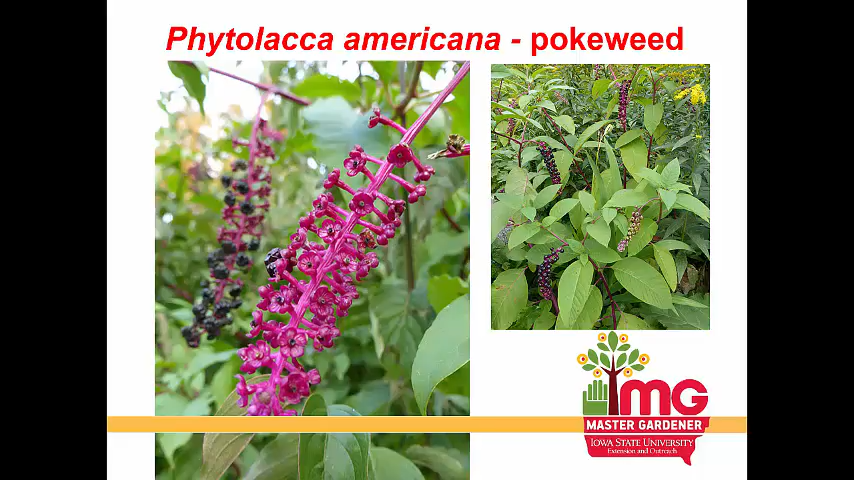 Phytolacca americana - pokeweed
MG
MASTER GARDENER
IOWA STATE UNIVERSITY
Extension and Outreach